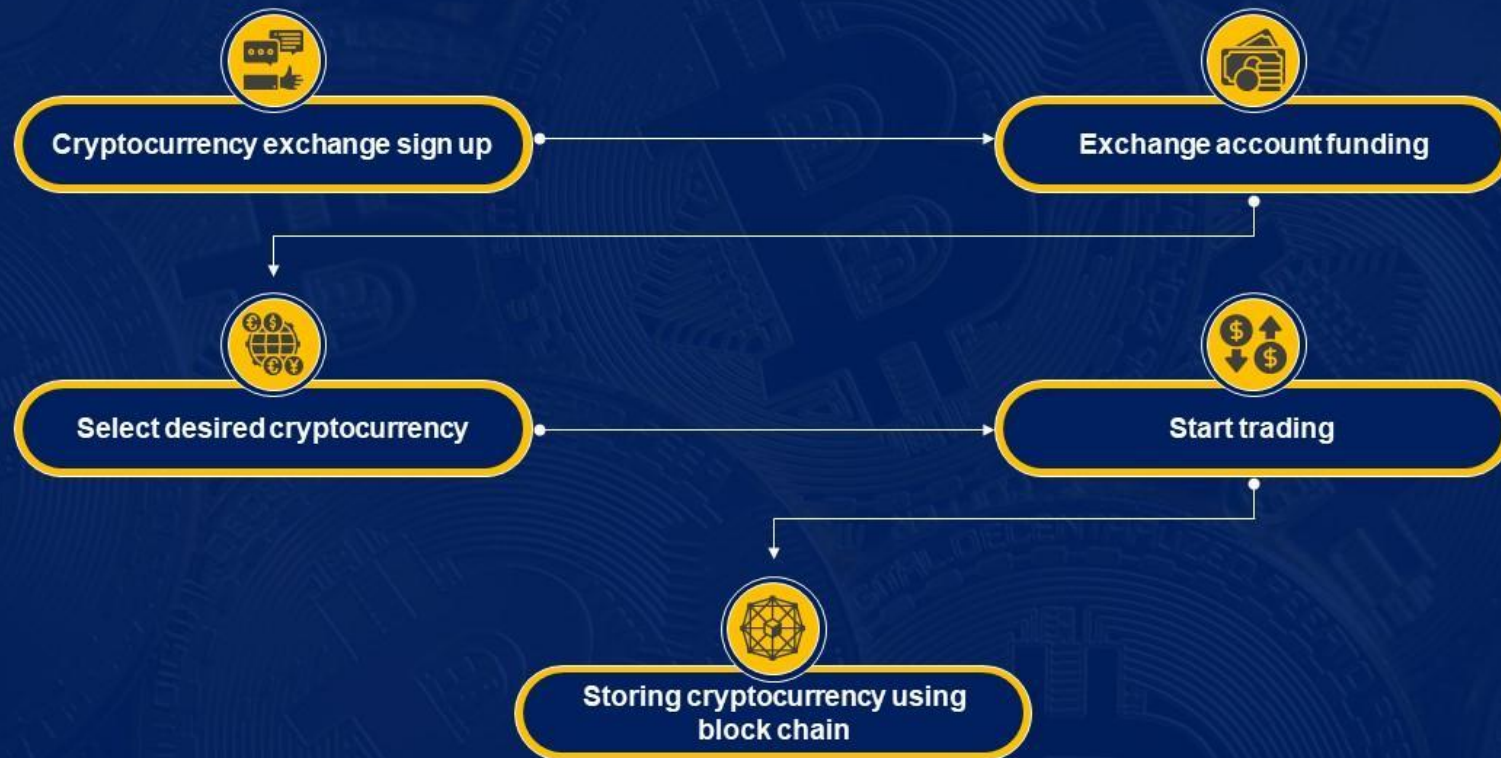 Cryptocurrency exchange sign up
Exchange account funding
Select desired cryptocurrency
Start trading
Storing cryptocurrency using
block chain